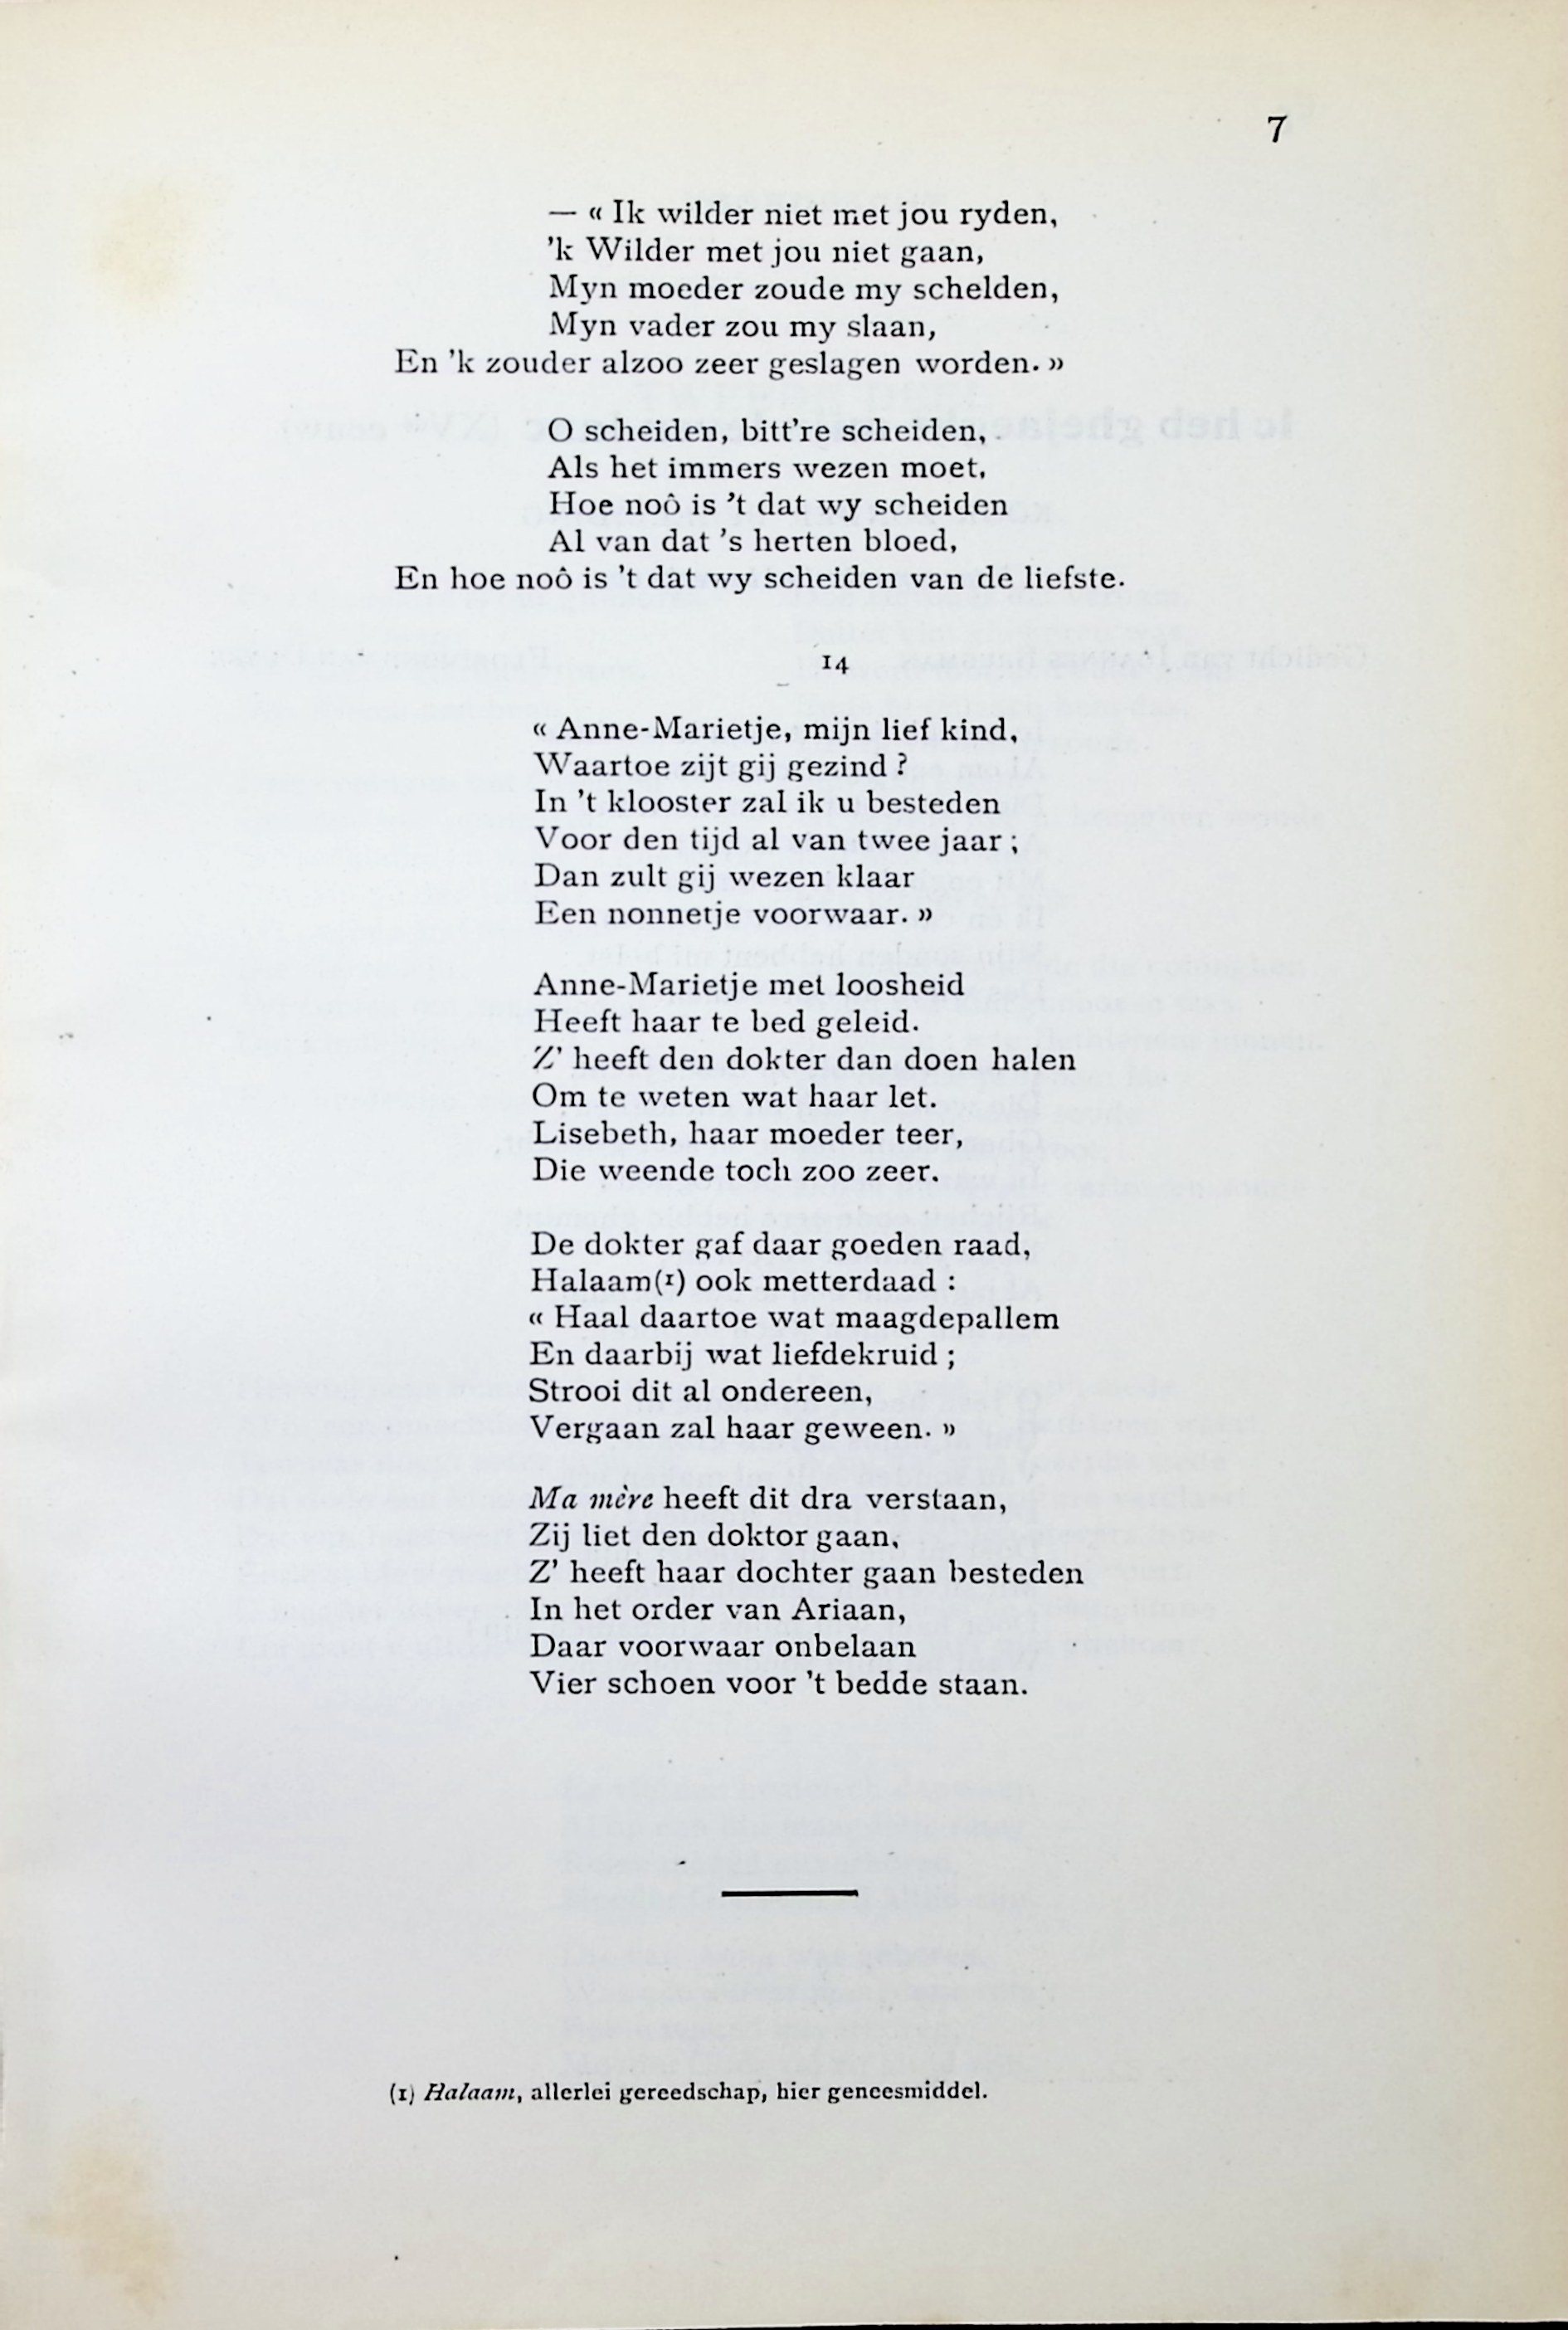 7
— « Ik wilder niet met jou ryden,
’k Wilder met jou niet gaan,
Myn moeder zoude my schelden,
Myn vader zou my slaan,
En ’k zouder alzoo zeer geslagen worden. »
O scheiden, bitt’re scheiden,
Als het immers wezen moet,
Hoe noô is ’t dat wy scheiden
Al van dat ’s herten bloed,
En hoe noô is ’t dat wy scheiden van de liefste.
14
« Anne-Marietje, mijn lief kind,
Waartoe zijt gij gezind ?
In ’t klooster zal ik u besteden
Voor den tijd al van twee jaar ;
Dan zult gij wezen klaar
Een nonnetje voorwaar. »
Anne-Marietje met loosheid
Heeft haar te bed geleid.
Z’ heeft den dokter dan doen halen
Om te weten wat haar let.
Lisebeth, haar moeder teer,
Die weende toch zoo zeer.
De dokter gaf daar goeden raad,
Halaam(1) ook metterdaad :
« Haal daartoe wat maagdepallem
En daarbij wat liefdekruid ;
Strooi dit al ondereen,
Vergaan zal haar geween. »
Ma mère heeft dit dra verstaan,
Zij liet den doktor gaan,
Z’ heeft haar dochter gaan besteden
In het order van Ariaan,
Daar voorwaar onbelaan
Vier schoen voor ’t bedde staan.
(1) Halaam, allerlei gereedschap, hier geneesmiddel.